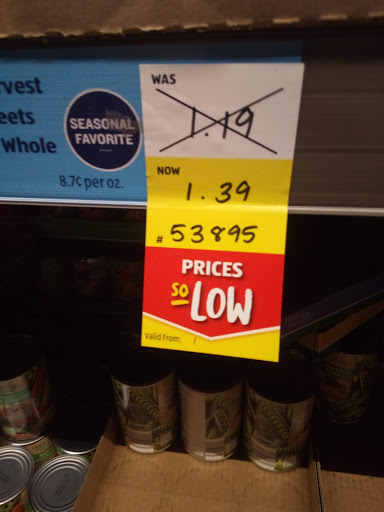 rvest
eets
Whole
SEASONAL
FAVORITE
8.7¢ per oz.
WAS
1.19
NOW
1.39
# 53895
PRICES
SO
LOW
Valid From: /